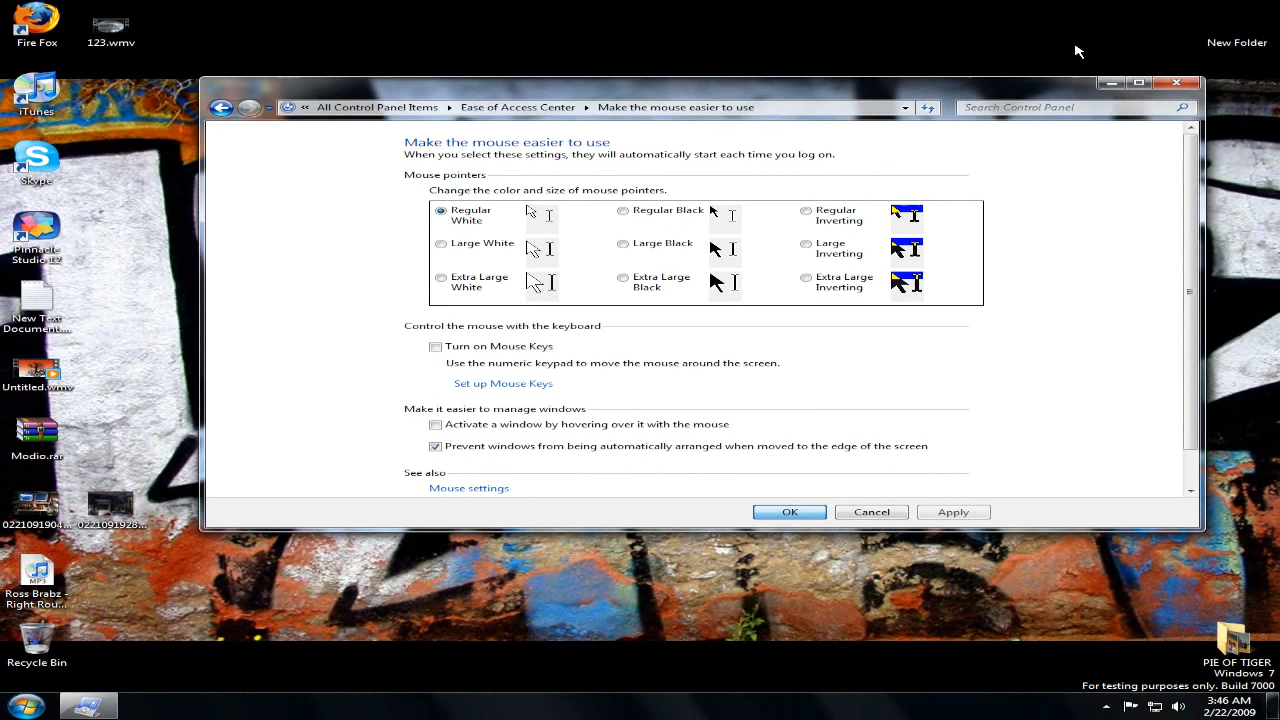 Fire Fox
123.wmv
New Folder
iTunes
Skype
Pinnacle
Studio12
New Text
Document....
Untitled.wmv
Modio.rar
0221091904...
0221091928...
MP3
Ross Brabz -
Right Rou...
Recycle Bin
All Control Panel Items
Ease of Access Center
Make the mouse easier to use
Search Control Panel
Make the mouse easier to use
When you select these settings, they will automatically start each time you log on.
Mouse pointers
Change the color and size of mouse pointers.
Regular White
Regular Black
Regular Inverting
Large White
Large Black
Large Inverting
Extra Large White
Extra Large Black
Extra Large Inverting
Control the mouse with the keyboard
Turn on Mouse Keys
Use the numeric keypad to move the mouse around the screen.
Set up Mouse Keys
Make it easier to manage windows
Activate a window by hovering over it with the mouse
Prevent windows from being automatically arranged when moved to the edge of the screen
See also
Mouse settings
OK
Cancel
Apply
PIE OF TIGER
Windows 7
For testing purposes only. Build 7000
3:46 AM
2/22/2009